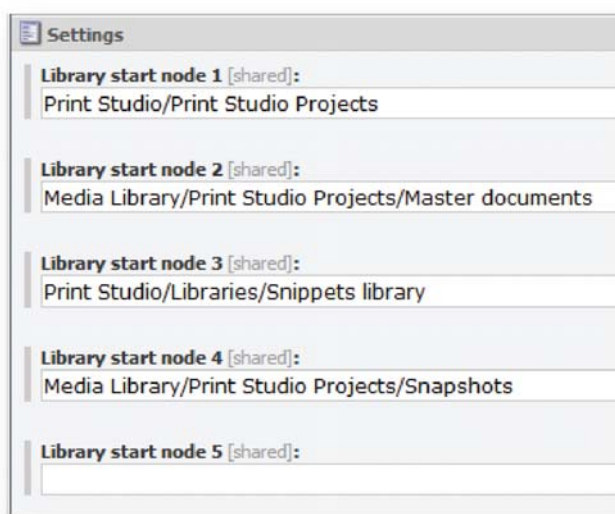 Settings
Library start node 1 [shared]:
Print Studio/Print Studio Projects
Library start node 2 [shared]:
Media Library/Print Studio Projects/Master documents
Library start node 3 [shared]:
Print Studio/Libraries/Snippets library
Library start node 4 [shared]:
Media Library/Print Studio Projects/Snapshots
Library start node 5 [shared]: